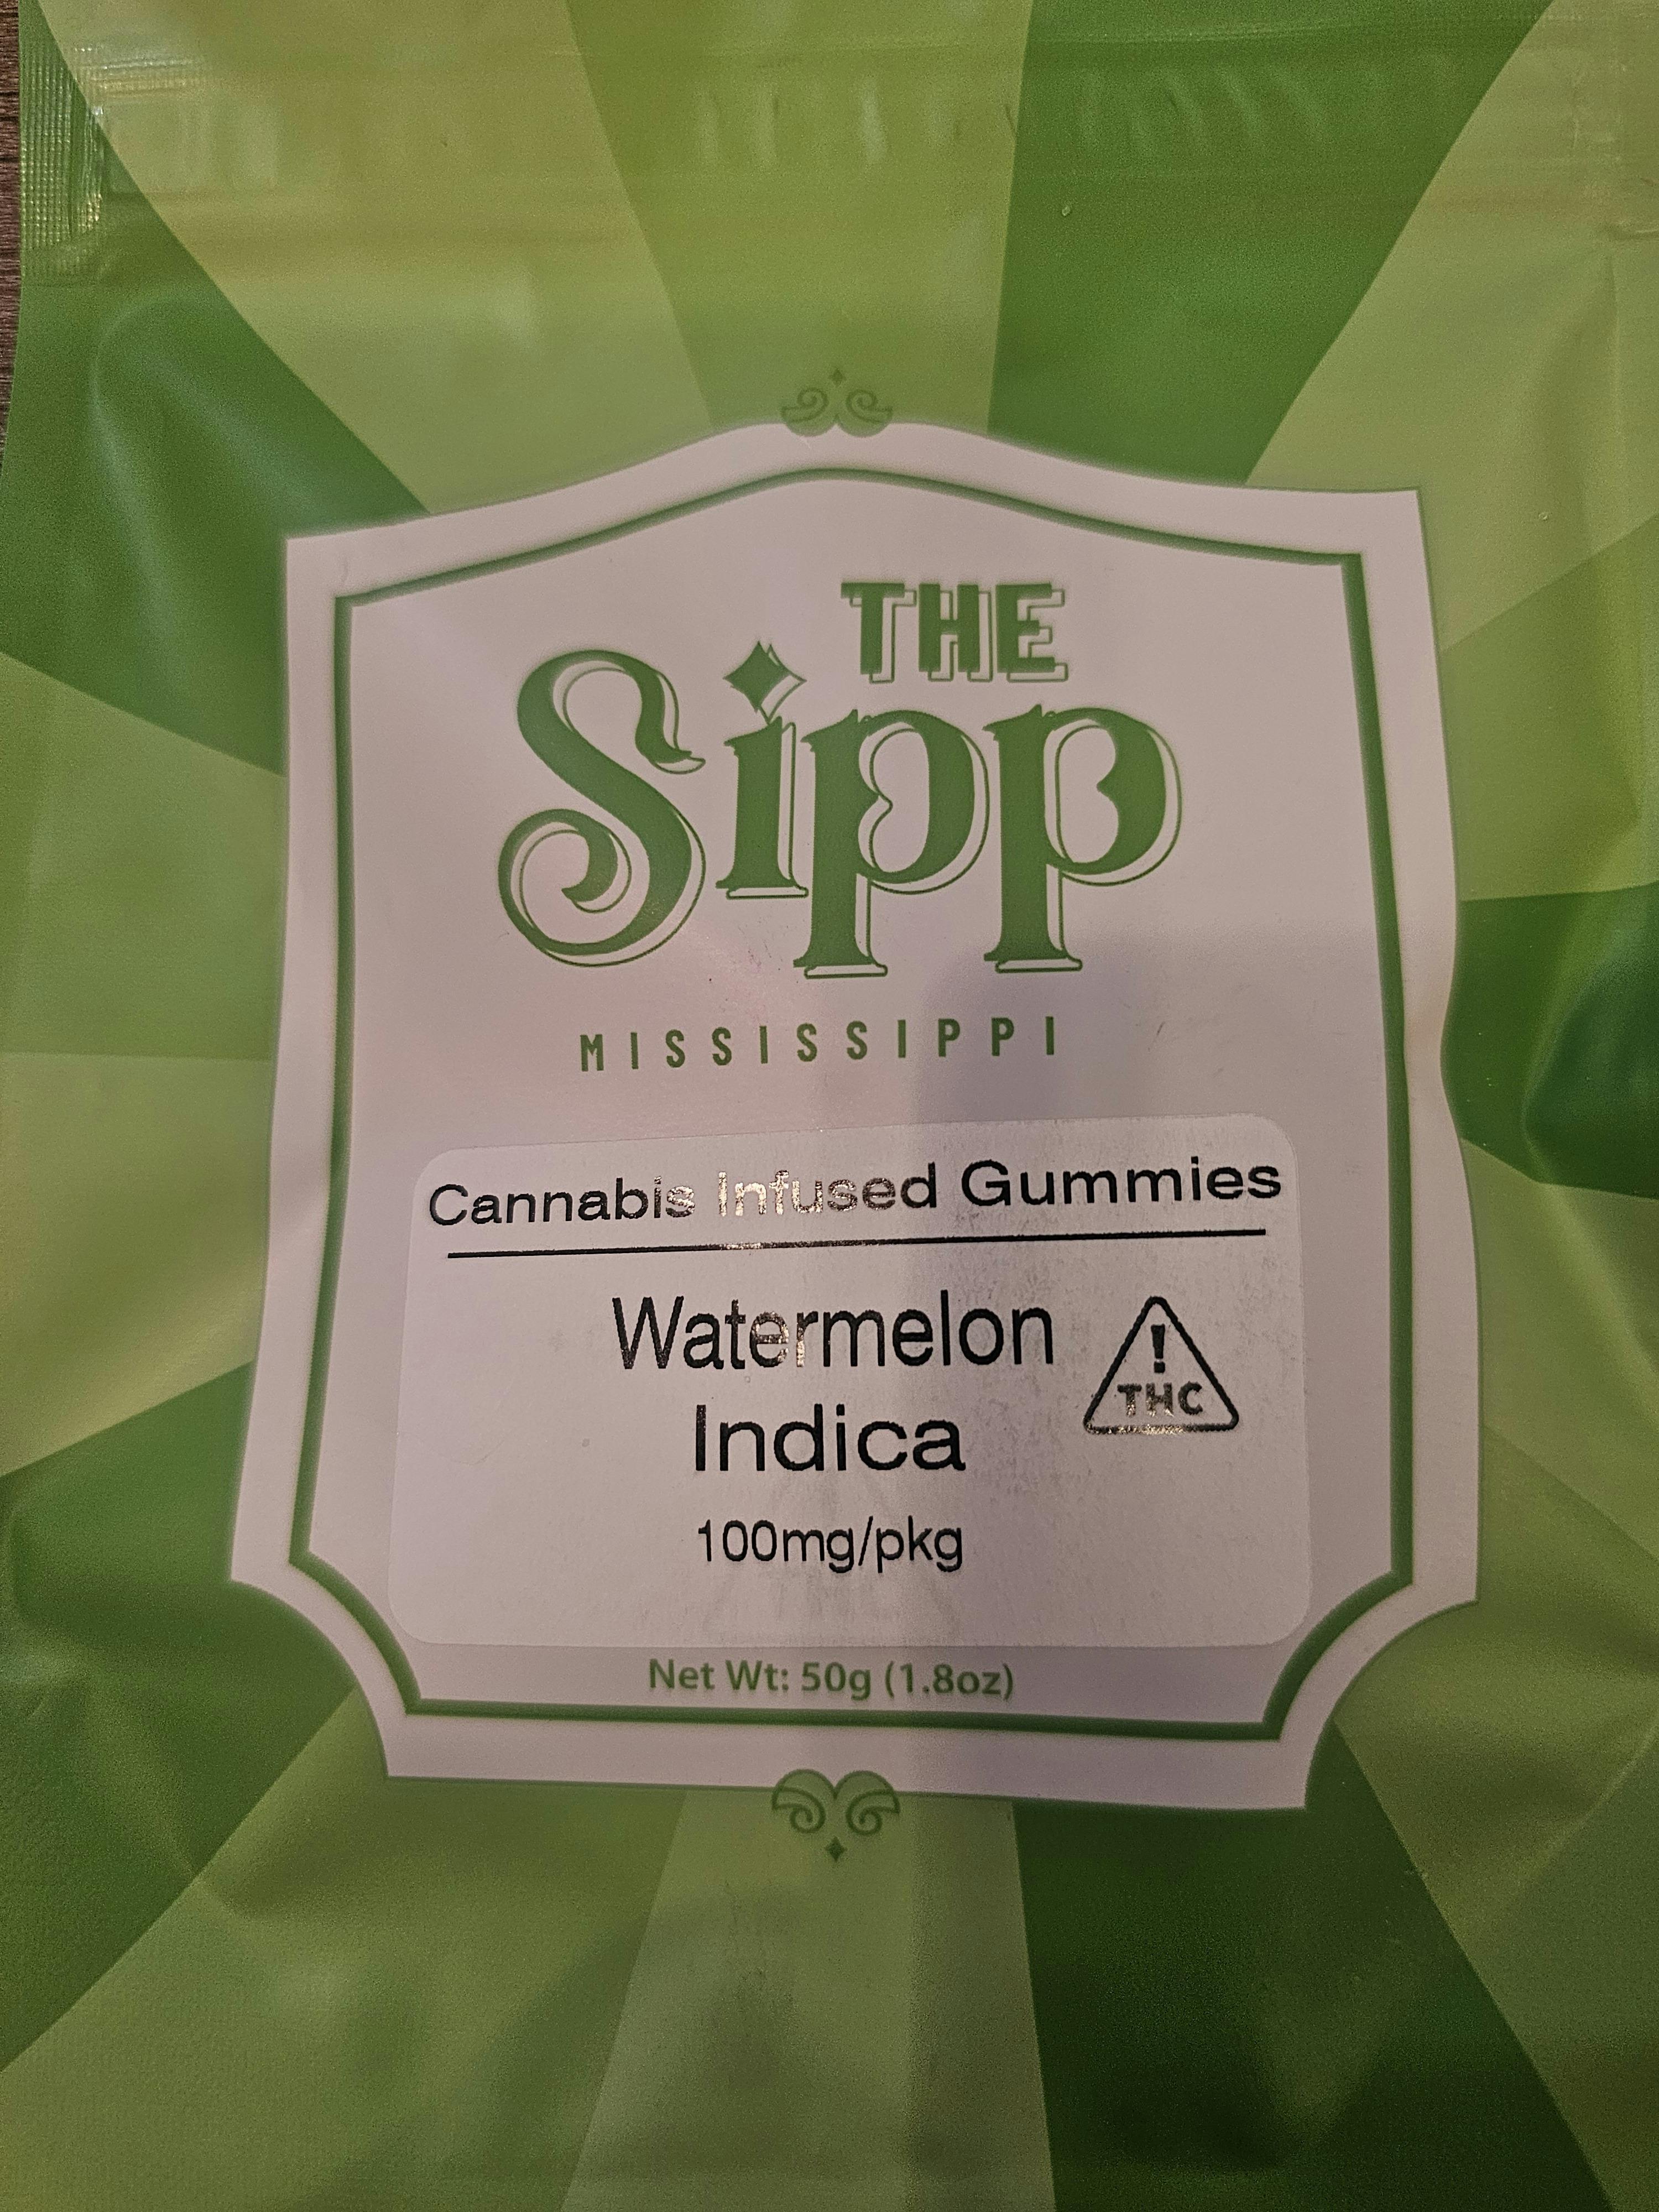 THE
Sipp
MISSISSIPPI
Cannabis Infused Gummies
Watermelon
Indica
!
THC
100mg/pkg
Net Wt: 50g (1.8oz)